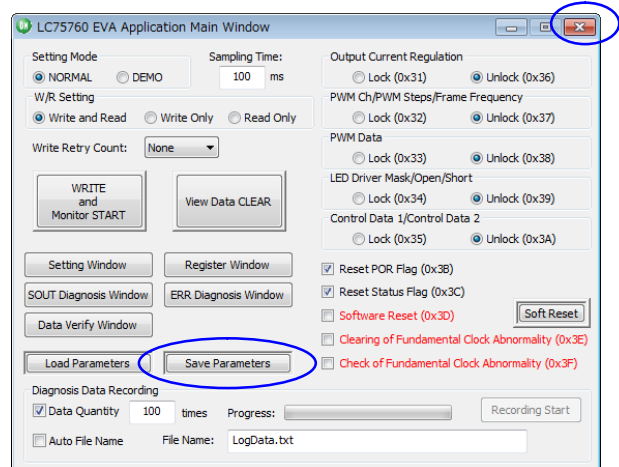 LC75760 EVA Application Main Window
Setting Mode
NORMAL DEMO
Sampling Time:
100 ms
W/R Setting
Write and Read Write Only Read Only
Write Retry Count: None
WRITE
and
Monitor START
View Data CLEAR
Setting Window Register Window
SOUT Diagnosis Window ERR Diagnosis Window
Data Verify Window
Load Parameters Save Parameters
Output Current Regulation
Lock (0x31) Unlock (0x36)
PWM Ch/PWM Steps/Frame Frequency
Lock (0x32) Unlock (0x37)
PWM Data
Lock (0x33) Unlock (0x38)
LED Driver Mask/Open/Short
Lock (0x34) Unlock (0x39)
Control Data 1/Control Data 2
Lock (0x35) Unlock (0x3A)
Reset POR Flag (0x3B)
Reset Status Flag (0x3C)
Software Reset (0x3D) Soft Reset
Clearing of Fundamental Clock Abnormality (0x3E)
Check of Fundamental Clock Abnormality (0x3F)
Diagnosis Data Recording
Data Quantity 100 times Progress: Recording Start
Auto File Name File Name: LogData.txt